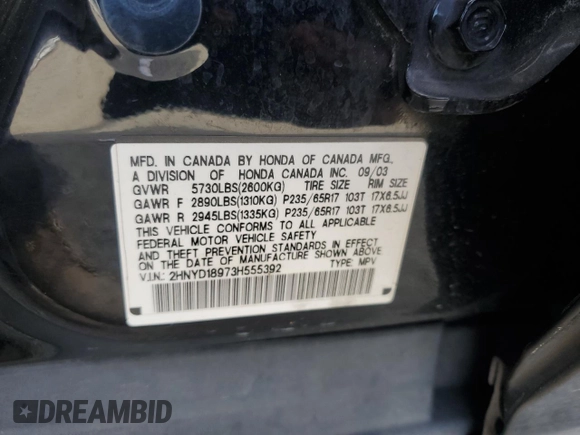 MFD. IN CANADA BY HONDA OF CANADA MFG.,
A DIVISION OF HONDA CANADA INC. 09/03
GVWR 5730LBS(2600KG) TIRE SIZE RIM SIZE
GAWR F 2890LBS(1310KG) P235/65R17 103T 17X6.5JJ
GAWR R 2945LBS(1335KG) P235/65R17 103T 17X6.5JJ
THIS VEHICLE CONFORMS TO ALL APPLICABLE
FEDERAL MOTOR VEHICLE SAFETY
AND THEFT PREVENTION STANDARDS IN EFFECT
ON THE DATE OF MANUFACTURE SHOWN ABOVE.
V.I.N.: 2HNYD18973H555392 TYPE: MPV
DREAMBID